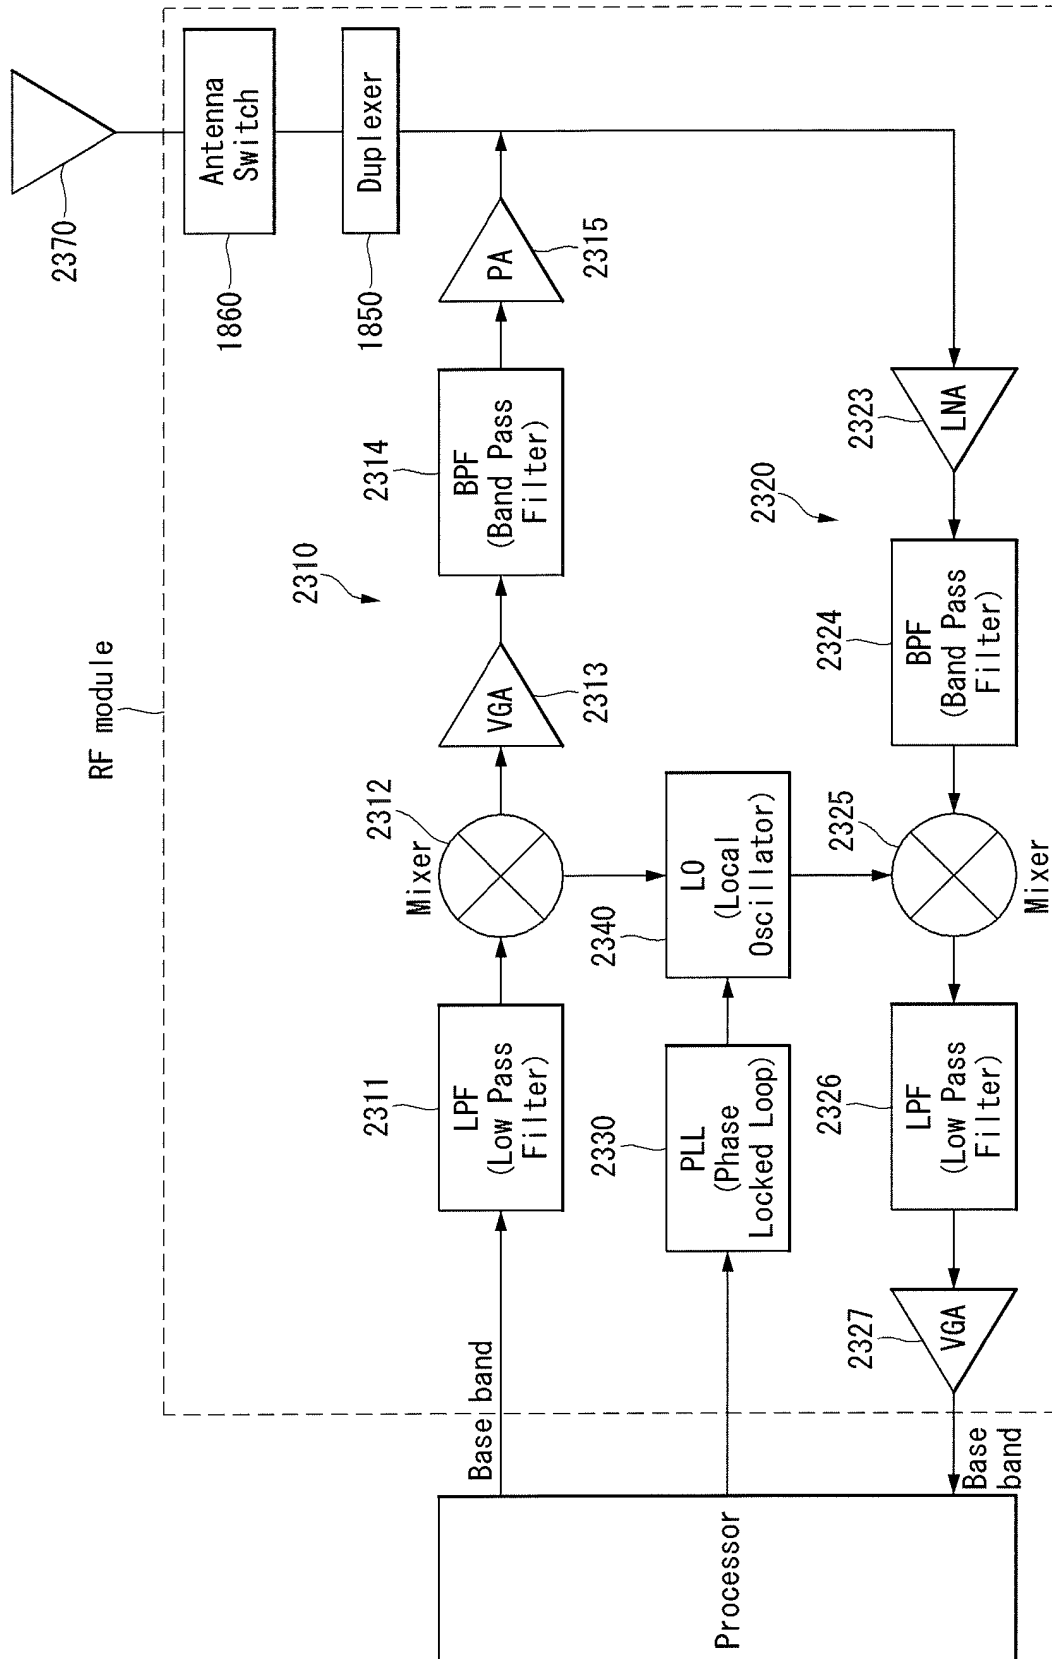 RF module
2370
Antenna
Switch
1860
Duplexer
1850
2310
2311
LPF
(Low Pass
Filter)
Mixer
2312
VGA
2313
2314
BPF
(Band Pass
Filter)
PA
2315
Base band
Processor
2330
PLL
(Phase
Locked Loop)
2340
LO
(Local
Oscillator)
2320
2327
VGA
2326
LPF
(Low Pass
Filter)
2325
Mixer
2324
BPF
(Band Pass
Filter)
2323
LNA
Base
band